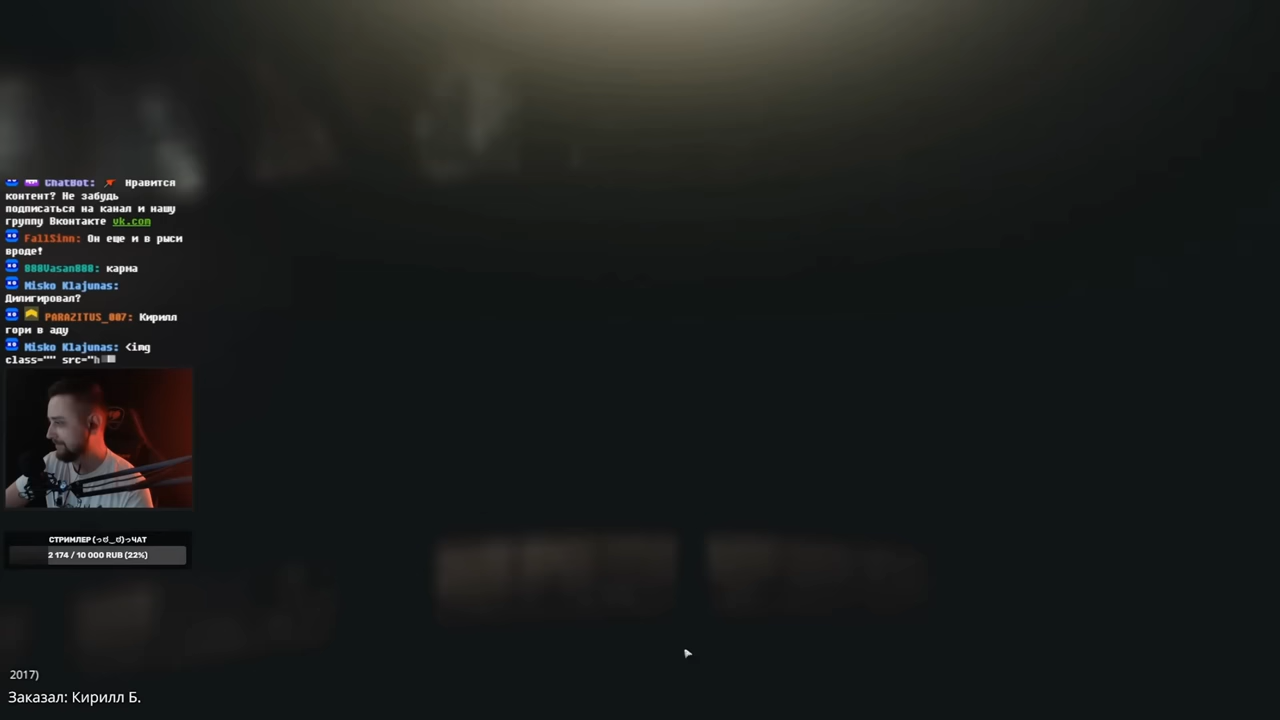 ChatBot: Нравится
контент? Не забудь
подписаться на канал и нашу
группу Вконтакте vk.com
FallSinn: Он еще и в рыси
вроде!
888Vasan888: карма
Misko Klajunas:
Дилигировал?
PARAZITUS_007: Кирилл
гори в аду
Misko Klajunas: <img
class="" src="h
СТРИМЛЕР (っಠ‿ಠ)っЧАТ
2 174 / 10 000 RUB (22%)
2017)
Заказал: Кирилл Б.